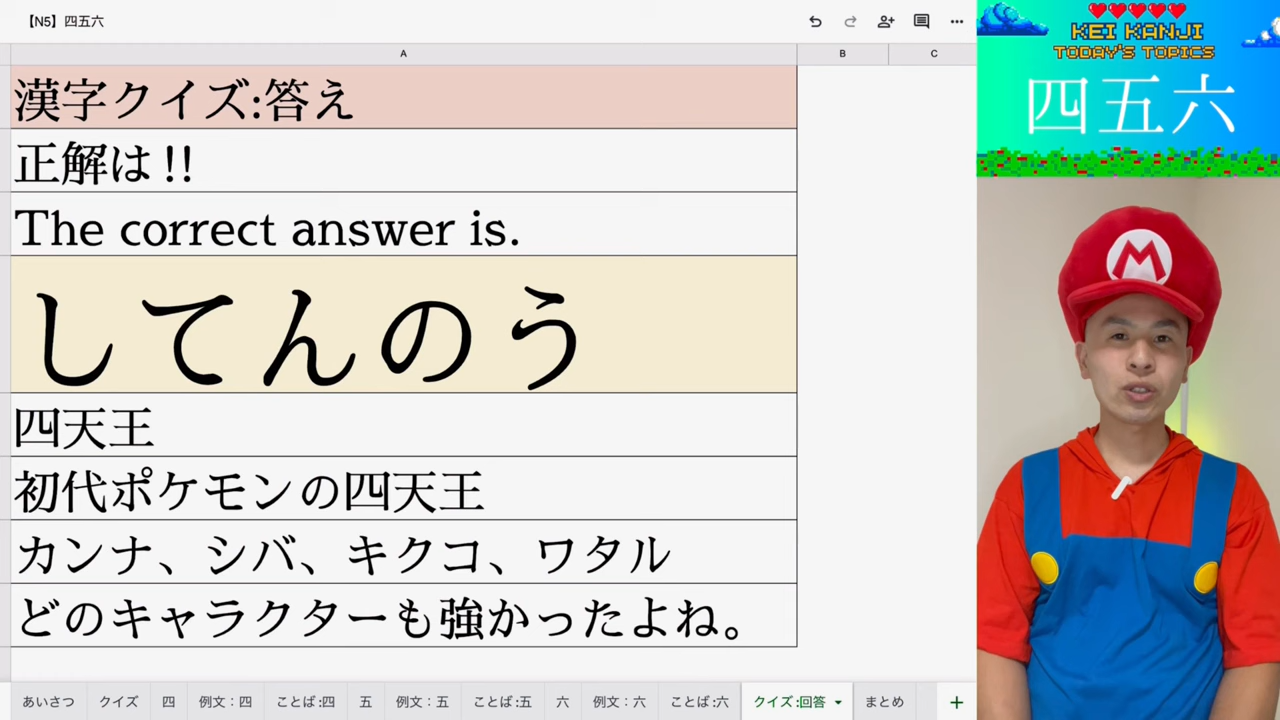 【N5】四五六
A
B
C
漢字クイズ:答え
正解は!!
The correct answer is.
してんのう
四天王
初代ポケモンの四天王
カンナ、シバ、キクコ、ワタル
どのキャラクターも強かったよね。
あいさつ
クイズ
四
例文：四
ことば:四
五
例文：五
ことば:五
六
例文：六
ことば:六
クイズ:回答
まとめ
KEI KANJI
TODAY'S TOPICS
四五六
M